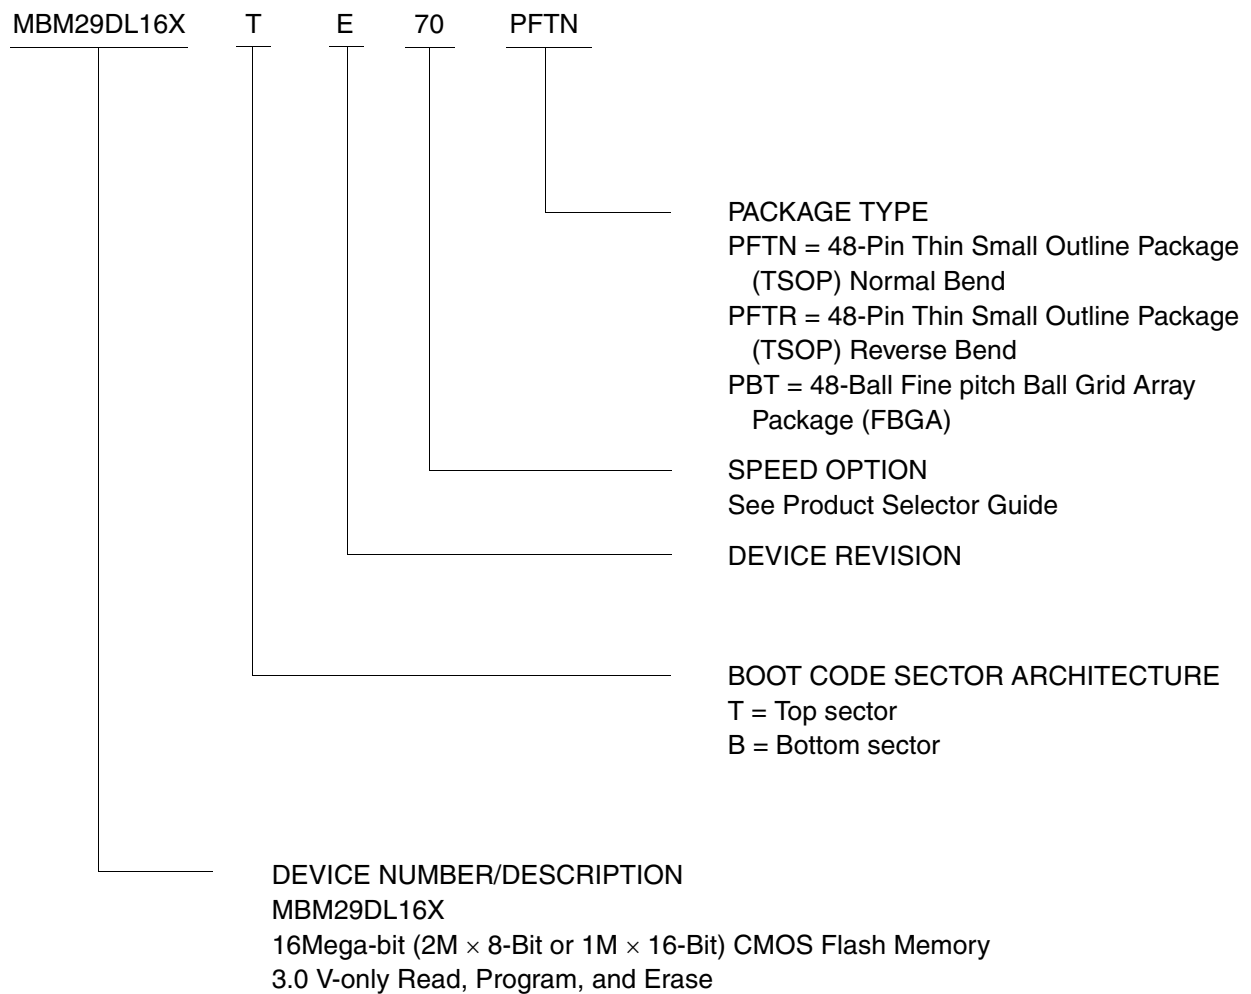 MBM29DL16X T E 70 PFTN
PACKAGE TYPE
PFTN = 48-Pin Thin Small Outline Package
(TSOP) Normal Bend
PFTR = 48-Pin Thin Small Outline Package
(TSOP) Reverse Bend
PBT = 48-Ball Fine pitch Ball Grid Array
Package (FBGA)
SPEED OPTION
See Product Selector Guide
DEVICE REVISION
BOOT CODE SECTOR ARCHITECTURE
T = Top sector
B = Bottom sector
DEVICE NUMBER/DESCRIPTION
MBM29DL16X
16Mega-bit (2M × 8-Bit or 1M × 16-Bit) CMOS Flash Memory
3.0 V-only Read, Program, and Erase